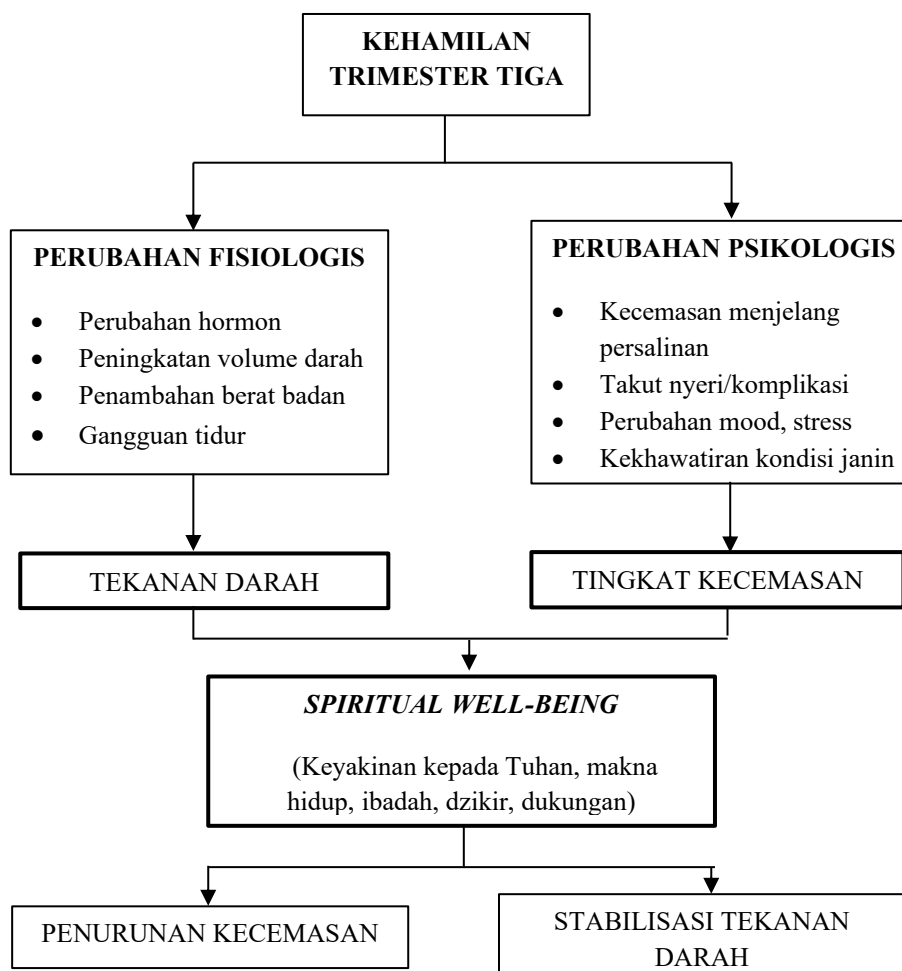 KEHAMILAN
TRIMESTER TIGA
PERUBAHAN FISIOLOGIS
• Perubahan hormon
• Peningkatan volume darah
• Penambahan berat badan
• Gangguan tidur
PERUBAHAN PSIKOLOGIS
• Kecemasan menjelang
persalinan
• Takut nyeri/komplikasi
• Perubahan mood, stress
• Kekhawatiran kondisi janin
TEKANAN DARAH
TINGKAT KECEMASAN
SPIRITUAL WELL-BEING
(Keyakinan kepada Tuhan, makna
hidup, ibadah, dzikir, dukungan)
PENURUNAN KECEMASAN
STABILISASI TEKANAN
DARAH